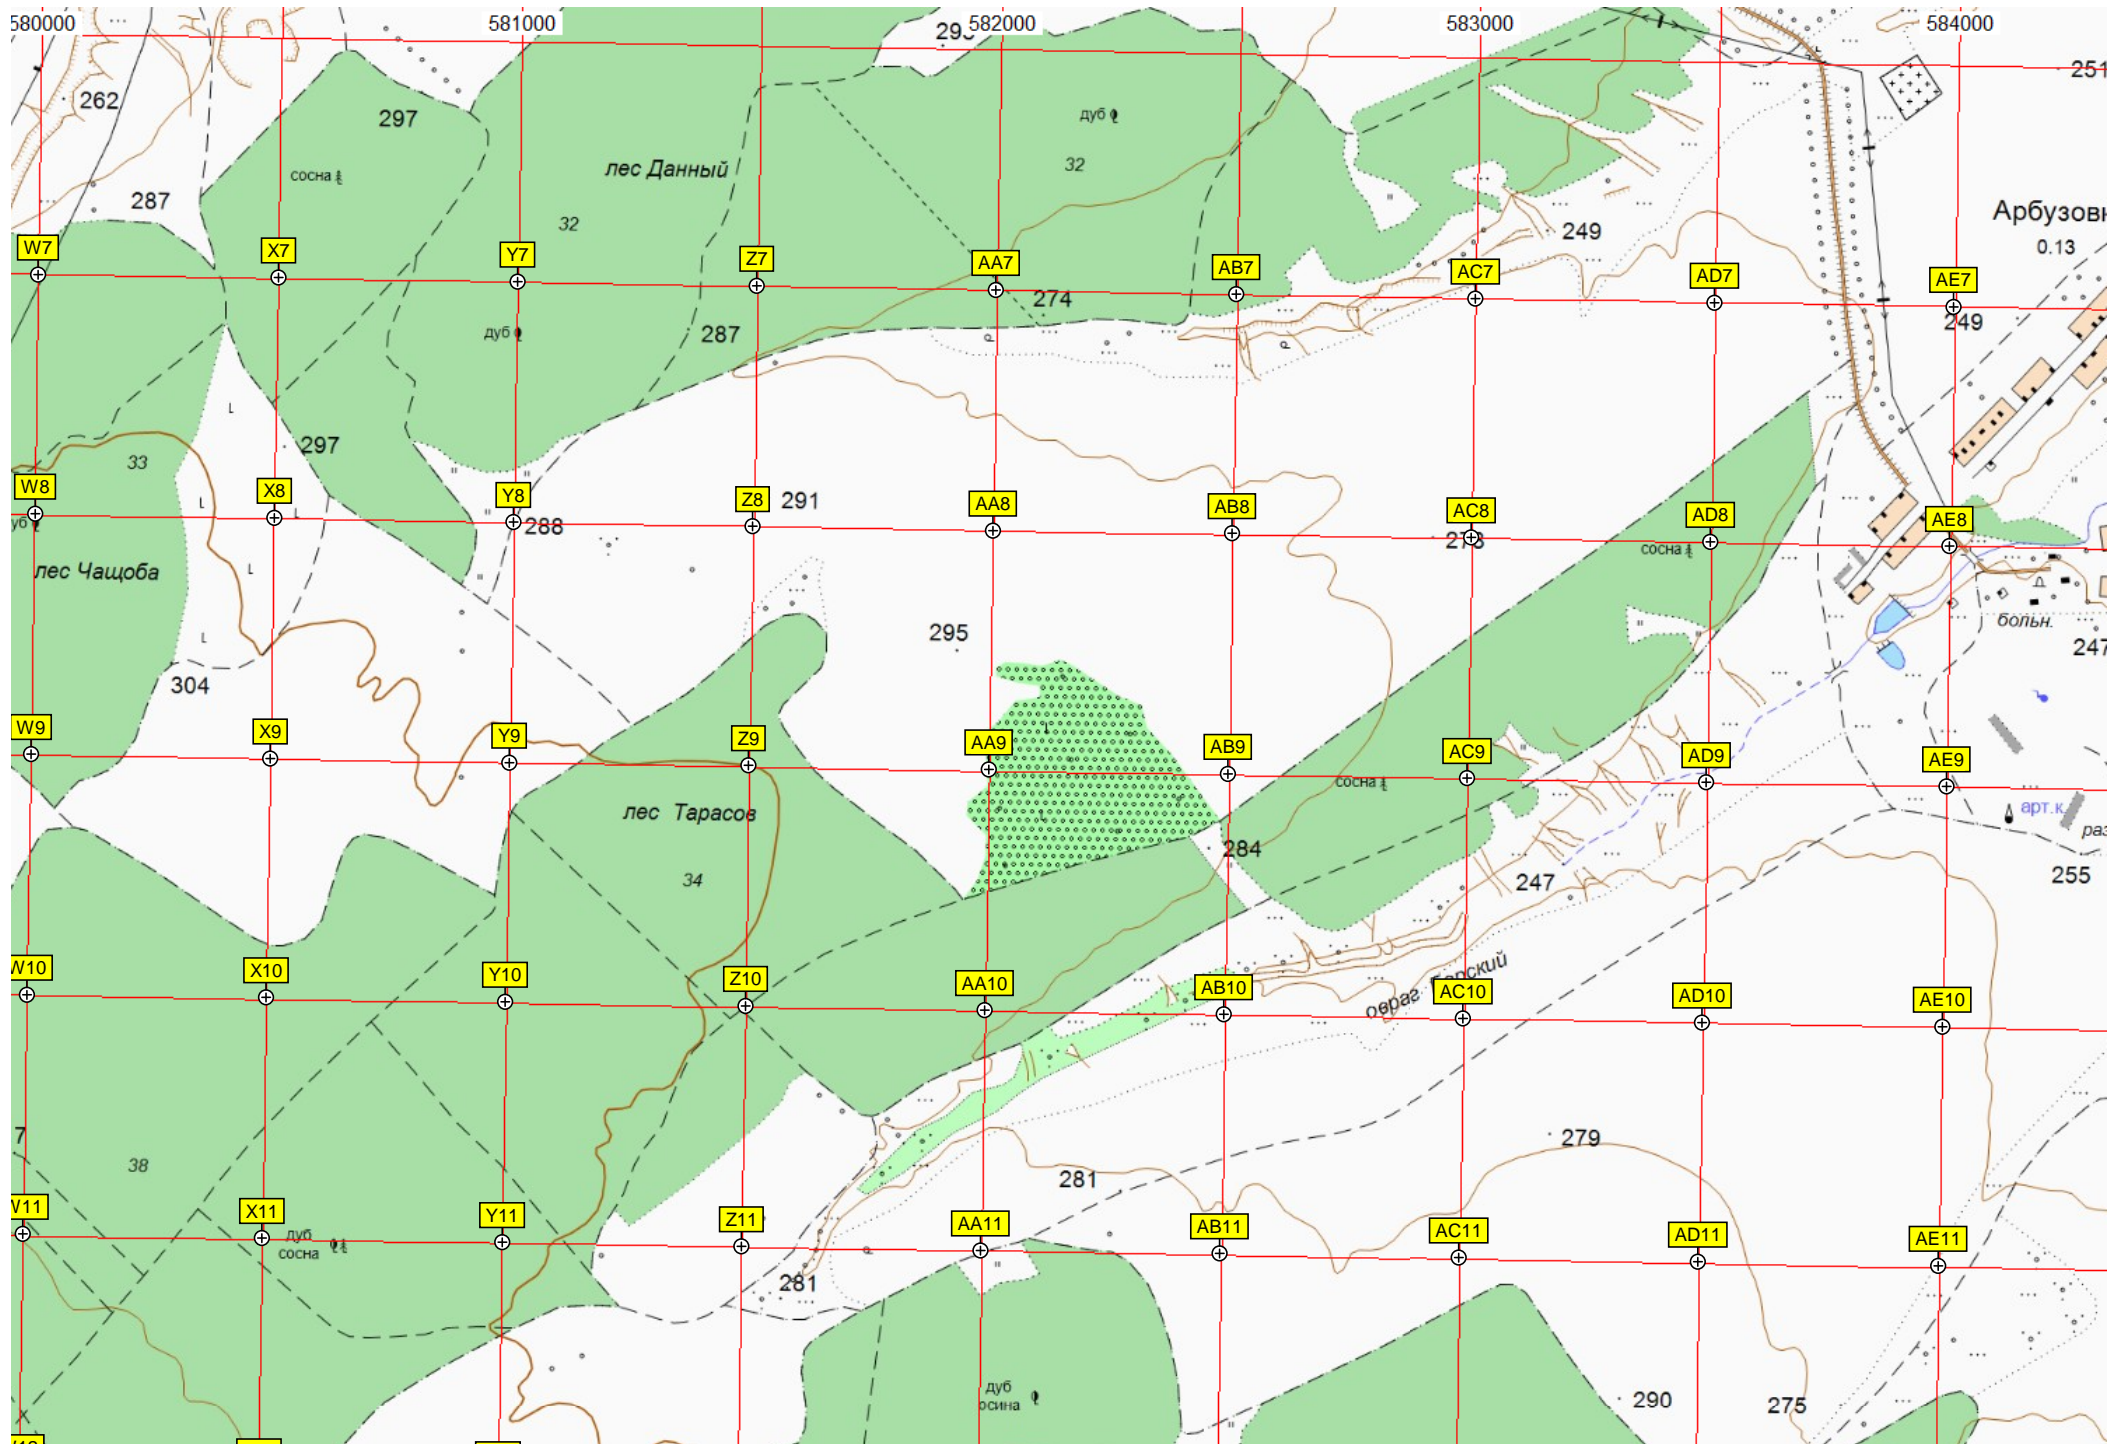 580000 581000 582000 583000 584000
262
297
дуб
251
сосна
лес Данный
32
287
32
Арбузовк
249
0.13
W7 X7 Y7 Z7 AA7 AB7 AC7 AD7 AE7
274
249
дуб
287
297
33
W8 X8 Y8 Z8 AA8 AB8 AC8 AD8 AE8
291
288
273
сосна
лес Чащоба
295
больн.
247
304
W9 X9 Y9 Z9 AA9 AB9 AC9 AD9 AE9
сосна
арт.к.
лес Тарасов
раз
284
34
247
255
W10 X10 Y10 Z10 AA10 AB10 AC10 AD10 AE10
овраг
7
279
38
281
W11 X11 Y11 Z11 AA11 AB11 AC11 AD11 AE11
дуб
сосна
281
дуб
осина
290
275